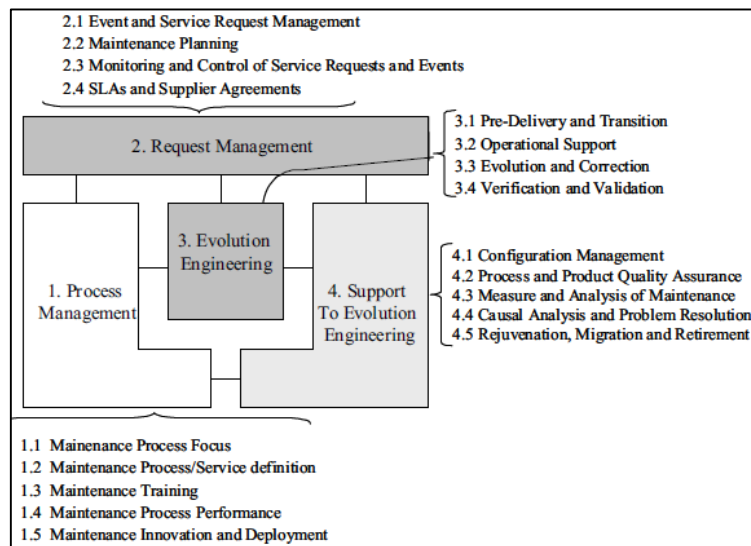 2.1 Event and Service Request Management
2.2 Maintenance Planning
2.3 Monitoring and Control of Service Requests and Events
2.4 SLAs and Supplier Agreements
2. Request Management
3.1 Pre-Delivery and Transition
3.2 Operational Support
3.3 Evolution and Correction
3.4 Verification and Validation
3. Evolution
Engineering
1. Process
Management
4. Support
To Evolution
Engineering
4.1 Configuration Management
4.2 Process and Product Quality Assurance
4.3 Measure and Analysis of Maintenance
4.4 Causal Analysis and Problem Resolution
4.5 Rejuvenation, Migration and Retirement
1.1 Mainenance Process Focus
1.2 Maintenance Process/Service definition
1.3 Maintenance Training
1.4 Maintenance Process Performance
1.5 Maintenance Innovation and Deployment